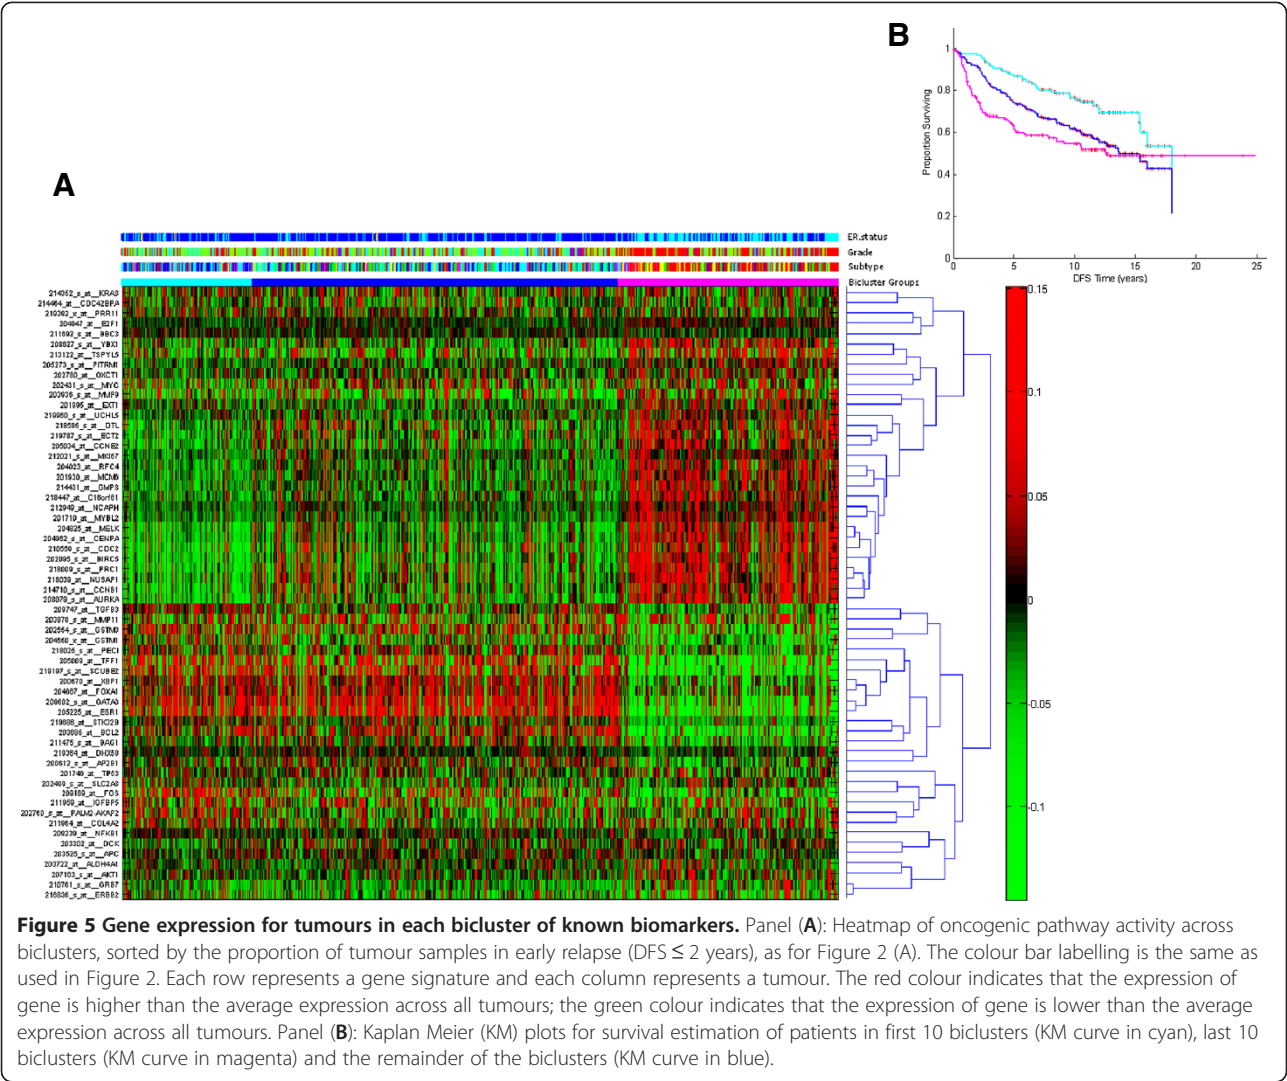 B
Proportion Surviving
1
0.8
0.6
0.4
0.2
0
0 5 10 15 20 25
DFS Time (years)
A
ER.status
Grade
Subtype
Bicluster Groups
214352_s_at__KRAS
214464_at__CDC42BPA
219392_x_at__PRR11
204947_at__E2F1
211692_s_at__BBC3
208627_s_at__YBX1
213122_at__TSPYL5
205273_s_at__PITRM1
202780_at__OXCT1
202431_s_at__MYC
203936_s_at__MMP9
201995_at__EXT1
219960_s_at__UCHL5
218585_s_at__DTL
219787_s_at__ECT2
205034_at__CCNE2
212021_s_at__MKI67
204023_at__RFC4
201930_at__MCM6
214431_at__GMPS
218447_at__C16orf61
212949_at__NCAPH
201710_at__MYBL2
204825_at__MELK
204962_s_at__CENPA
210559_s_at__CDC2
202095_s_at__BIRC5
218009_s_at__PRC1
218039_at__NUSAP1
214710_s_at__CCNB1
208079_s_at__AURKA
209747_at__TGFB3
203878_s_at__MMP11
202554_s_at__GSTM3
204550_x_at__GSTM1
218025_s_at__PECI
205009_at__TFF1
219197_s_at__SCUBE2
200670_at__XBP1
204667_at__FOXA1
209602_s_at__GATA3
205225_at__ESR1
219686_at__STK32B
203685_at__BCL2
211475_s_at__BAG1
219364_at__DHX58
200612_s_at__AP2B1
201746_at__TP53
202499_s_at__SLC2A3
209189_at__FOS
211959_at__IGFBP5
202760_s_at__PALM2-AKAP2
211964_at__COL4A2
209239_at__NFKB1
203302_at__DCK
203525_s_at__APC
203722_at__ALDH4A1
207163_s_at__AKT1
210761_s_at__GRB7
216836_s_at__ERBB2
0.15
0.1
0.05
0
-0.05
-0.1
Figure 5 Gene expression for tumours in each bicluster of known biomarkers. Panel (A): Heatmap of oncogenic pathway activity across
biclusters, sorted by the proportion of tumour samples in early relapse (DFS ≤ 2 years), as for Figure 2 (A). The colour bar labelling is the same as
used in Figure 2. Each row represents a gene signature and each column represents a tumour. The red colour indicates that the expression of
gene is higher than the average expression across all tumours; the green colour indicates that the expression of gene is lower than the average
expression across all tumours. Panel (B): Kaplan Meier (KM) plots for survival estimation of patients in first 10 biclusters (KM curve in cyan), last 10
biclusters (KM curve in magenta) and the remainder of the biclusters (KM curve in blue).